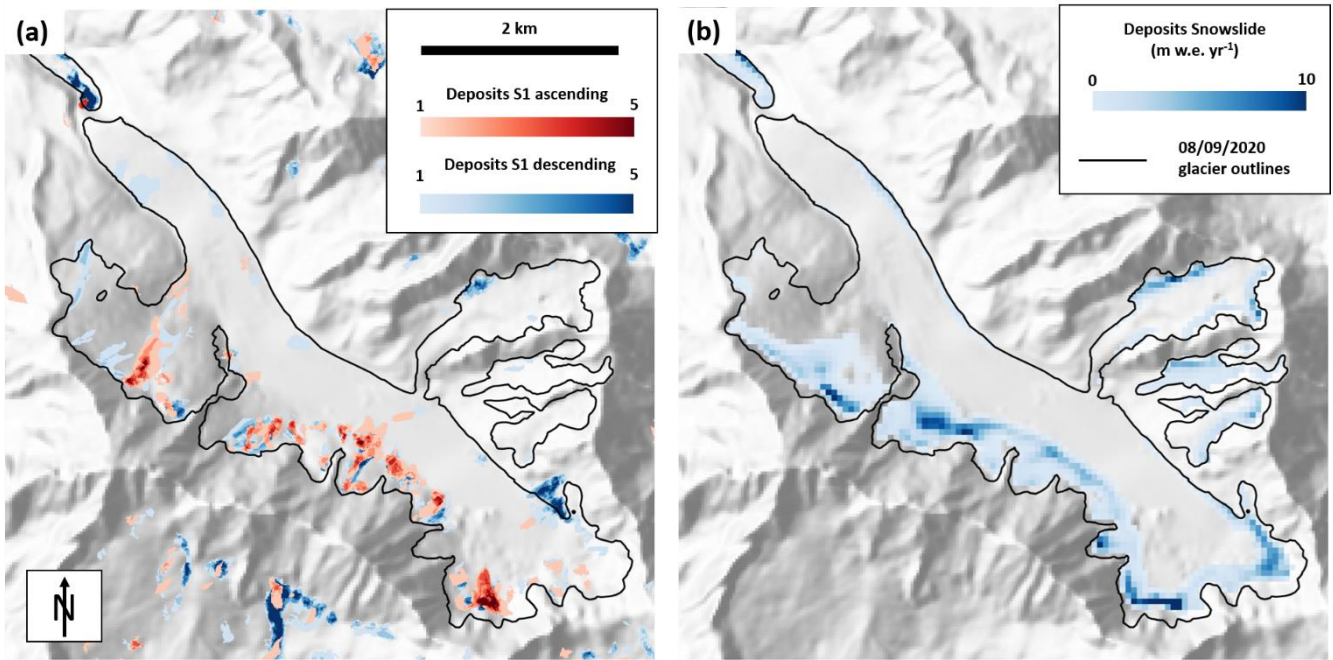 (a)
2 km
Deposits S1 ascending
1 5
Deposits S1 descending
1 5
N
(b)
Deposits Snowslide
(m w.e. yr⁻¹)
0 10
08/09/2020
glacier outlines